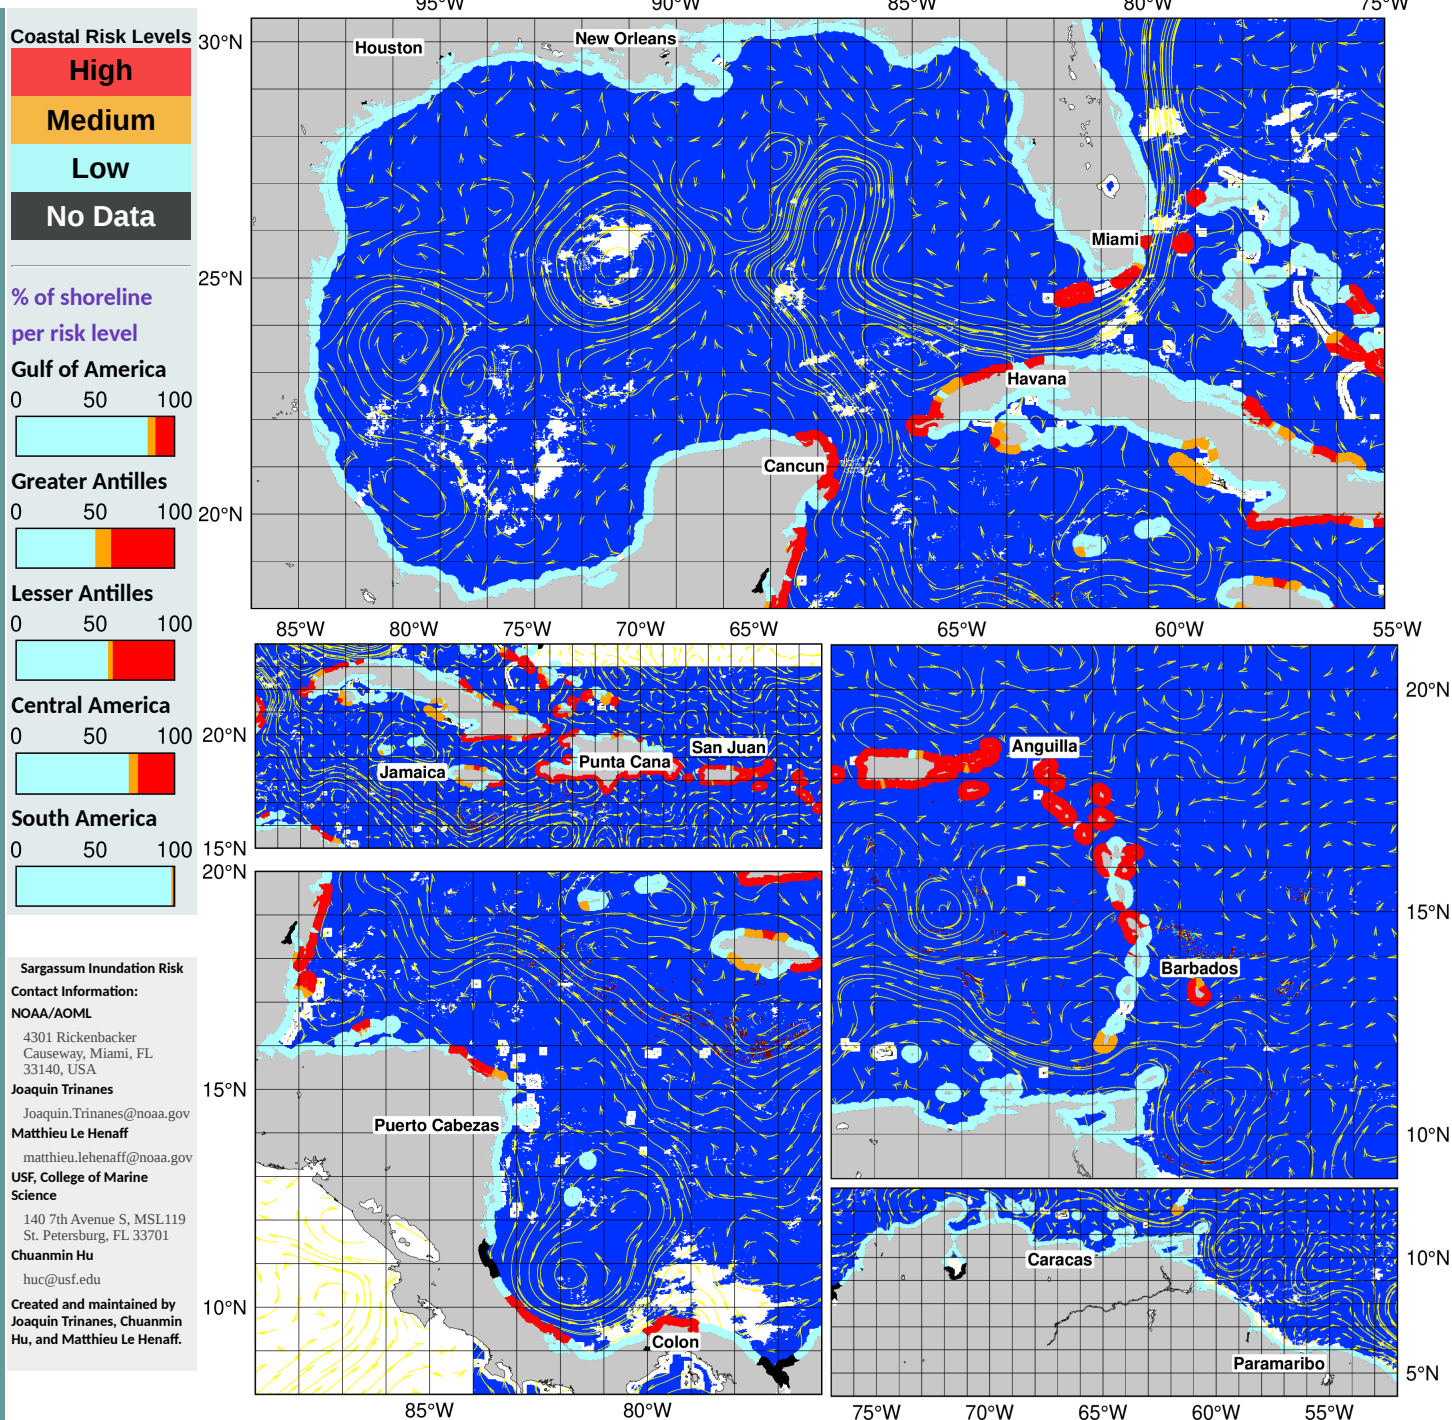 Coastal Risk Levels
High
Medium
Low
No Data
% of shoreline
per risk level
Gulf of America
0 50 100
Greater Antilles
0 50 100
Lesser Antilles
0 50 100
Central America
0 50 100
South America
0 50 100
Sargassum Inundation Risk
Contact Information:
NOAA/AOML
4301 Rickenbacker
Causeway, Miami, FL
33140, USA
Joaquin Trinanes
Joaquin.Trinanes@noaa.gov
Matthieu Le Henaff
matthieu.lehenaff@noaa.gov
USF, College of Marine
Science
140 7th Avenue S, MSL119
St. Petersburg, FL 33701
Chuanmin Hu
huc@usf.edu
Created and maintained by
Joaquin Trinanes, Chuanmin
Hu, and Matthieu Le Henaff.
95°W 90°W 85°W 80°W 75°W
30°N
25°N
20°N
Houston
New Orleans
Miami
Havana
Cancun
85°W 80°W 75°W 70°W 65°W
20°N
15°N
San Juan
Punta Cana
Jamaica
65°W 60°W 55°W
20°N
15°N
10°N
Anguilla
Barbados
20°N
15°N
10°N
Puerto Cabezas
Colon
85°W 80°W
Caracas
Paramaribo
10°N
5°N
75°W 70°W 65°W 60°W 55°W